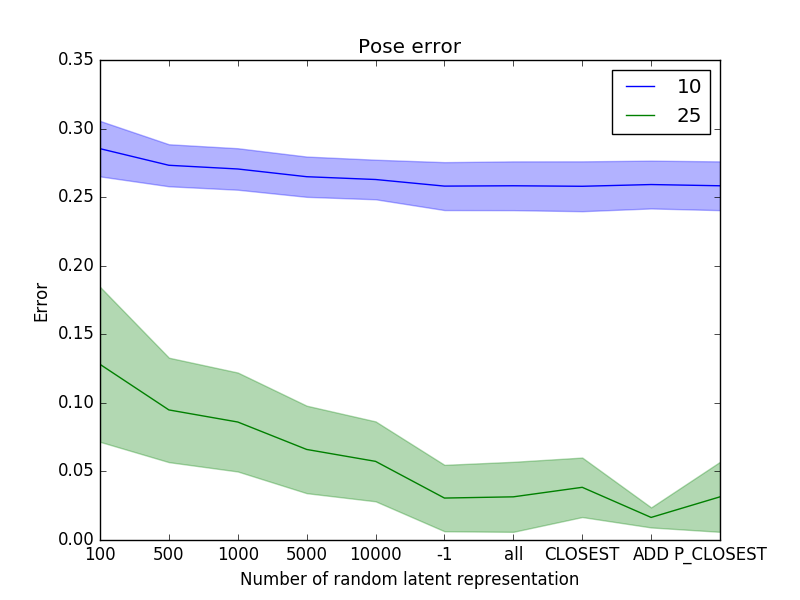 Pose error
0.35
0.30
0.25
0.20
0.15
0.10
0.05
0.00
Error
10
25
100 500 1000 5000 10000 -1 all CLOSEST ADD P_CLOSEST
Number of random latent representation